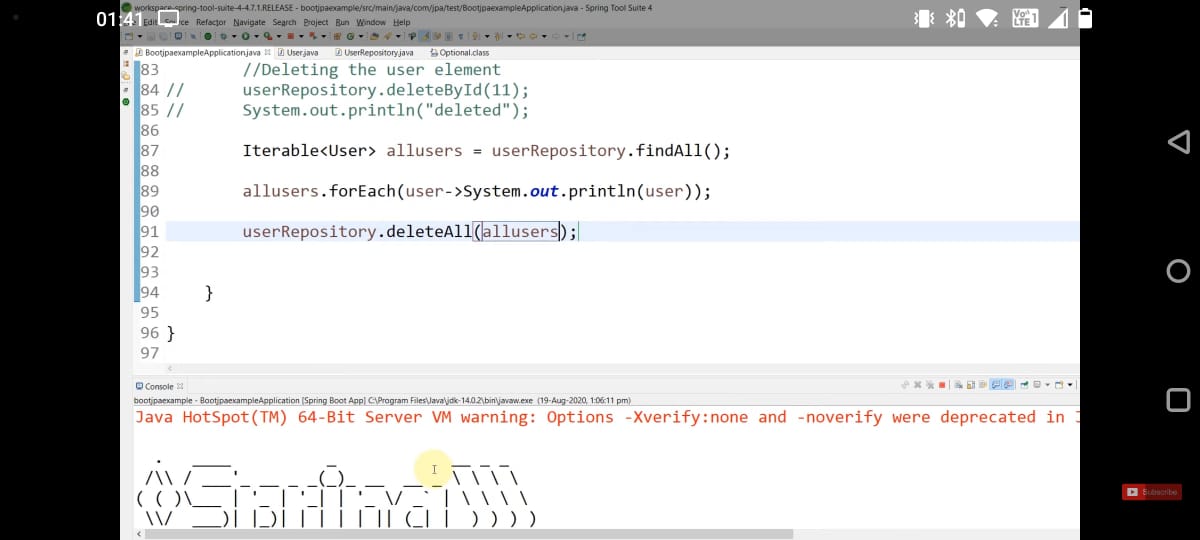 workspace-spring-tool-suite-4-4.7.1.RELEASE - bootjpaexample/src/main/java/com/jpa/test/BootjpaexampleApplication.java - Spring Tool Suite 4
01:41
Edit Refactor Navigate Search Project Run Window Help
VoLTE 1
BootjpaexampleApplication.java User.java UserRepository.java Optional.class
83 //Deleting the user element
84 // userRepository.deleteById(11);
85 // System.out.println("deleted");
86
87 Iterable<User> allusers = userRepository.findAll();
88
89 allusers.forEach(user->System.out.println(user));
90
91 userRepository.deleteAll(allusers);
92
93
94 }
95
96 }
97
Console
bootjpaexample - BootjpaexampleApplication [Spring Boot App] C:\Program Files\Java\jdk-14.0.2\bin\javaw.exe (19-Aug-2020, 1:06:11 pm)
Java HotSpot(TM) 64-Bit Server VM warning: Options -Xverify:none and -noverify were deprecated in J
Spring
Subscribe